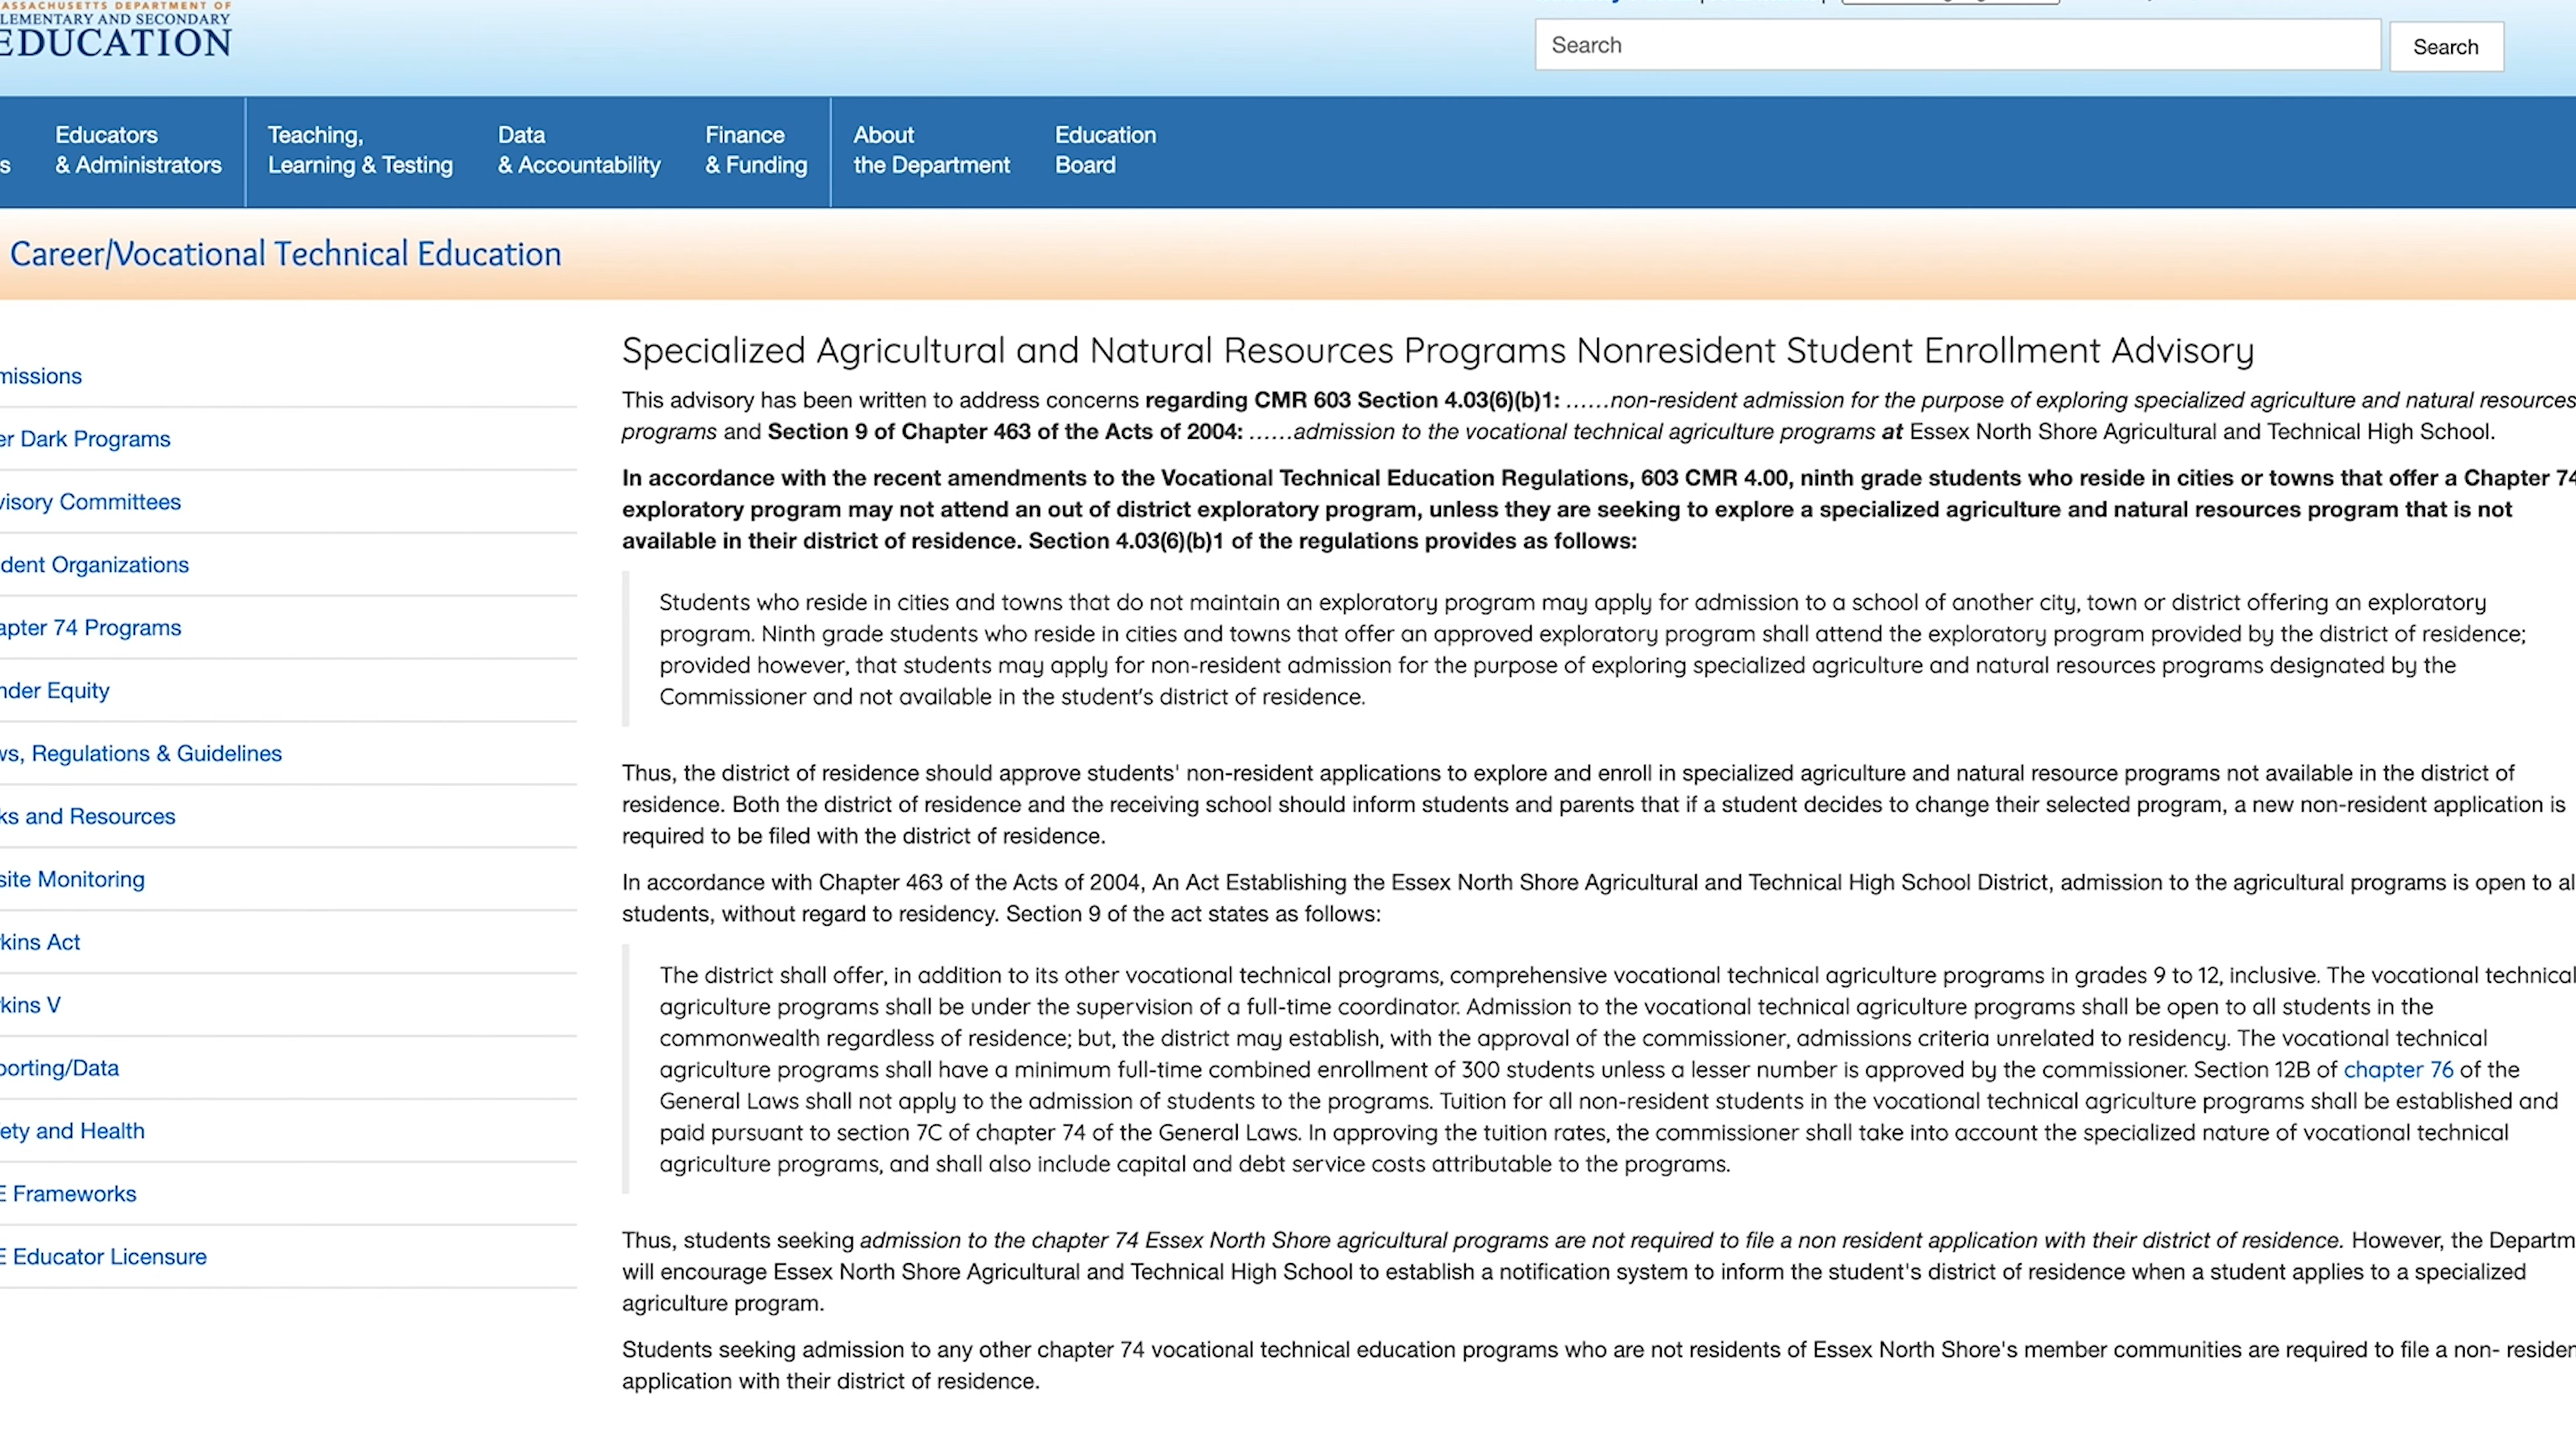 ASSACHUSETTS DEPARTMENT OF
LEMENTARY AND SECONDARY
EDUCATION
Search
Search
s
Educators
& Administrators
Teaching,
Learning & Testing
Data
& Accountability
Finance
& Funding
About
the Department
Education
Board
Career/Vocational Technical Education
missions
er Dark Programs
visory Committees
dent Organizations
apter 74 Programs
nder Equity
ws, Regulations & Guidelines
ks and Resources
site Monitoring
kins Act
kins V
porting/Data
ety and Health
E Frameworks
E Educator Licensure
Specialized Agricultural and Natural Resources Programs Nonresident Student Enrollment Advisory
This advisory has been written to address concerns regarding CMR 603 Section 4.03(6)(b)1: ......non-resident admission for the purpose of exploring specialized agriculture and natural resources
programs and Section 9 of Chapter 463 of the Acts of 2004: ......admission to the vocational technical agriculture programs at Essex North Shore Agricultural and Technical High School.
In accordance with the recent amendments to the Vocational Technical Education Regulations, 603 CMR 4.00, ninth grade students who reside in cities or towns that offer a Chapter 74
exploratory program may not attend an out of district exploratory program, unless they are seeking to explore a specialized agriculture and natural resources program that is not
available in their district of residence. Section 4.03(6)(b)1 of the regulations provides as follows:
Students who reside in cities and towns that do not maintain an exploratory program may apply for admission to a school of another city, town or district offering an exploratory
program. Ninth grade students who reside in cities and towns that offer an approved exploratory program shall attend the exploratory program provided by the district of residence;
provided however, that students may apply for non-resident admission for the purpose of exploring specialized agriculture and natural resources programs designated by the
Commissioner and not available in the student's district of residence.
Thus, the district of residence should approve students' non-resident applications to explore and enroll in specialized agriculture and natural resource programs not available in the district of
residence. Both the district of residence and the receiving school should inform students and parents that if a student decides to change their selected program, a new non-resident application is
required to be filed with the district of residence.
In accordance with Chapter 463 of the Acts of 2004, An Act Establishing the Essex North Shore Agricultural and Technical High School District, admission to the agricultural programs is open to al
students, without regard to residency. Section 9 of the act states as follows:
The district shall offer, in addition to its other vocational technical programs, comprehensive vocational technical agriculture programs in grades 9 to 12, inclusive. The vocational technical
agriculture programs shall be under the supervision of a full-time coordinator. Admission to the vocational technical agriculture programs shall be open to all students in the
commonwealth regardless of residence; but, the district may establish, with the approval of the commissioner, admissions criteria unrelated to residency. The vocational technical
agriculture programs shall have a minimum full-time combined enrollment of 300 students unless a lesser number is approved by the commissioner. Section 12B of chapter 76 of the
General Laws shall not apply to the admission of students to the programs. Tuition for all non-resident students in the vocational technical agriculture programs shall be established and
paid pursuant to section 7C of chapter 74 of the General Laws. In approving the tuition rates, the commissioner shall take into account the specialized nature of vocational technical
agriculture programs, and shall also include capital and debt service costs attributable to the programs.
Thus, students seeking admission to the chapter 74 Essex North Shore agricultural programs are not required to file a non resident application with their district of residence. However, the Departm
will encourage Essex North Shore Agricultural and Technical High School to establish a notification system to inform the student's district of residence when a student applies to a specialized
agriculture program.
Students seeking admission to any other chapter 74 vocational technical education programs who are not residents of Essex North Shore's member communities are required to file a non- residen
application with their district of residence.